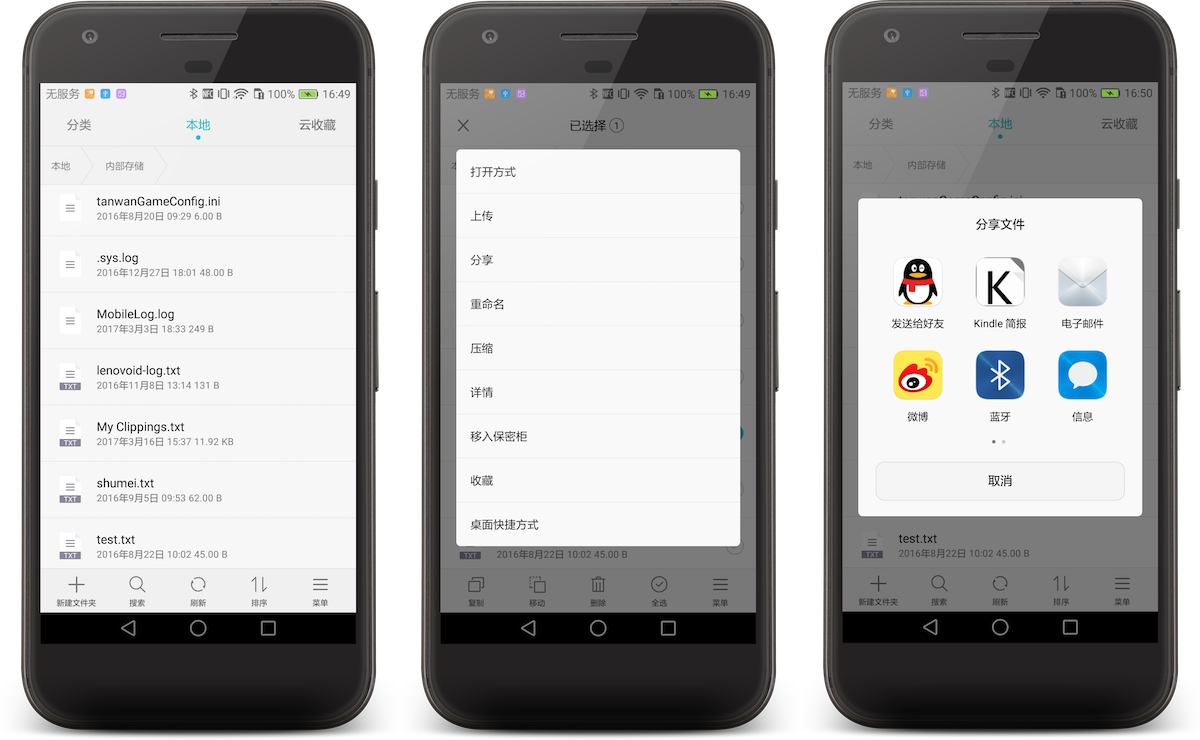 无服务 100% 16:49
分类 本地 云收藏
本地 内部存储
tanwanGameConfig.ini
2016年8月20日 09:29 6.00 B
.sys.log
2016年12月27日 18:01 48.00 B
MobileLog.log
2017年3月3日 18:33 249 B
lenovoid-log.txt
2016年11月8日 13:14 131 B
TXT
My Clippings.txt
2017年3月16日 15:37 11.92 KB
TXT
shumei.txt
2016年9月5日 09:53 62.00 B
TXT
test.txt
2016年8月22日 10:02 45.00 B
TXT
新建文件夹 搜索 刷新 排序 菜单
无服务 100% 16:49
已选择 1
打开方式
上传
分享
重命名
压缩
详情
移入保密柜
收藏
桌面快捷方式
TXT 2016年8月22日 10:02 45.00 B
复制 移动 删除 全选 菜单
无服务 100% 16:50
分类 本地 云收藏
本地 内部存储
分享文件
K
发送给好友 Kindle 简报 电子邮件
微博 蓝牙 信息
取消
test.txt
2016年8月22日 10:02 45.00 B
TXT
新建文件夹 搜索 刷新 排序 菜单